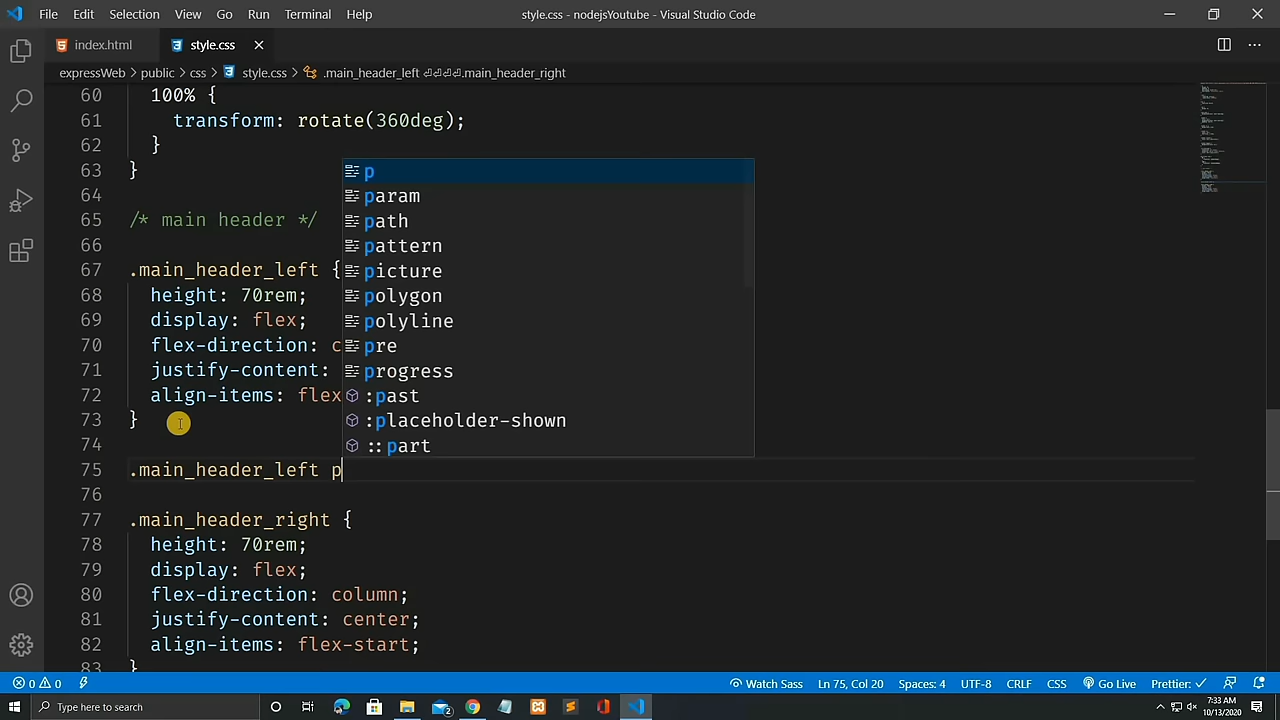 File Edit Selection View Go Run Terminal Help style.css - nodejsYoutube - Visual Studio Code
index.html style.css
expressWeb > public > css > style.css > .main_header_left ⏎⏎⏎⏎.main_header_right
60 100% {
61 transform: rotate(360deg);
62 }
63 }
64
65 /* main header */
66
67 .main_header_left {
68 height: 70rem;
69 display: flex;
70 flex-direction: c
71 justify-content:
72 align-items: flex
73 }
74
75 .main_header_left p
76
77 .main_header_right {
78 height: 70rem;
79 display: flex;
80 flex-direction: column;
81 justify-content: center;
82 align-items: flex-start;
83 }
p
param
path
pattern
picture
polygon
polyline
pre
progress
:past
:placeholder-shown
::part
0 0 Watch Sass Ln 75, Col 20 Spaces: 4 UTF-8 CRLF CSS Go Live Prettier: ✓
Type here to search 2 7:33 AM
10/13/2020